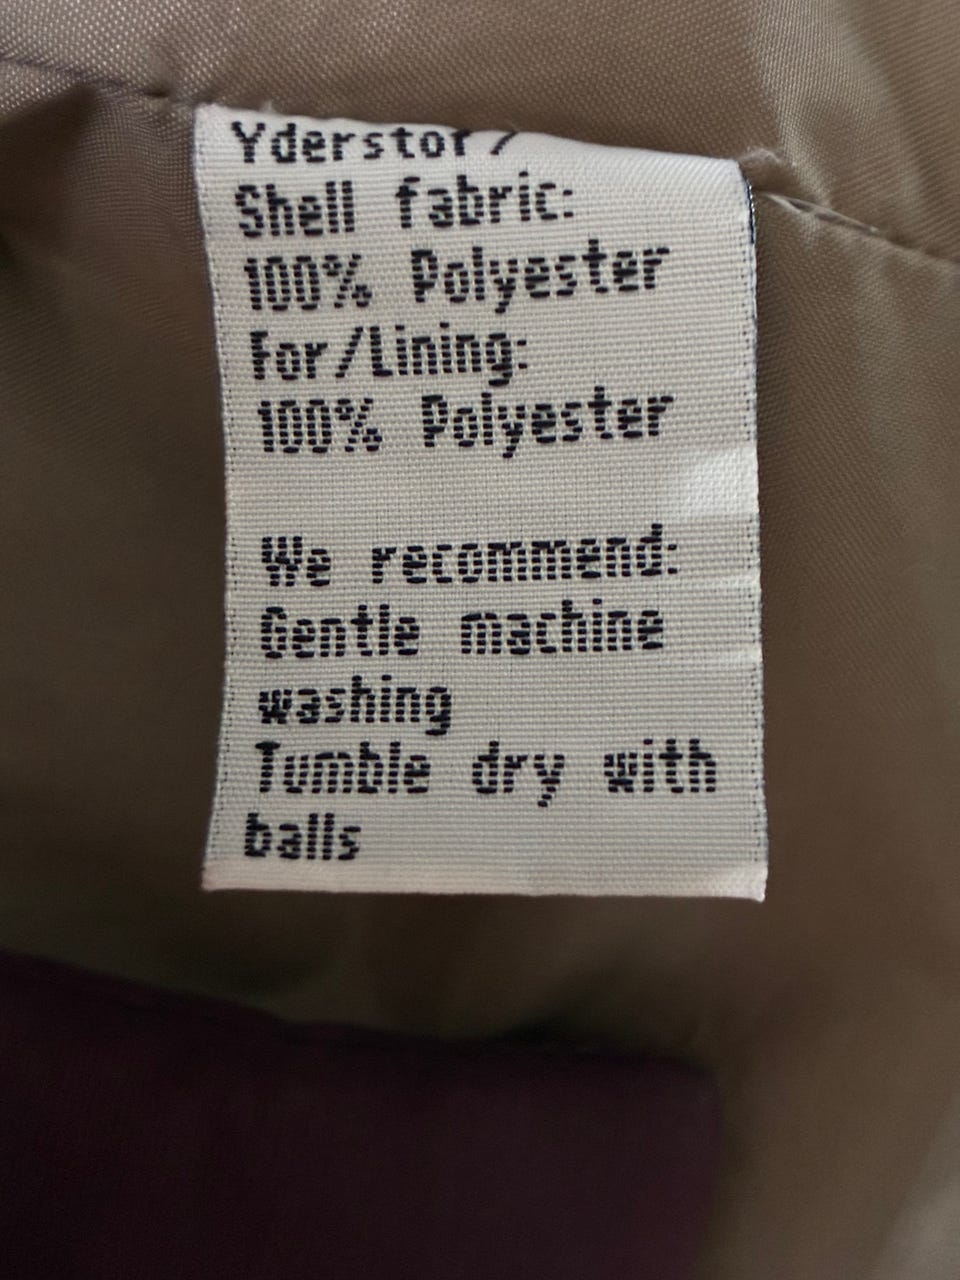 Yderstof/
Shell fabric:
100% Polyester
For/Lining:
100% Polyester
We recommend:
Gentle machine
washing
Tumble dry with
balls